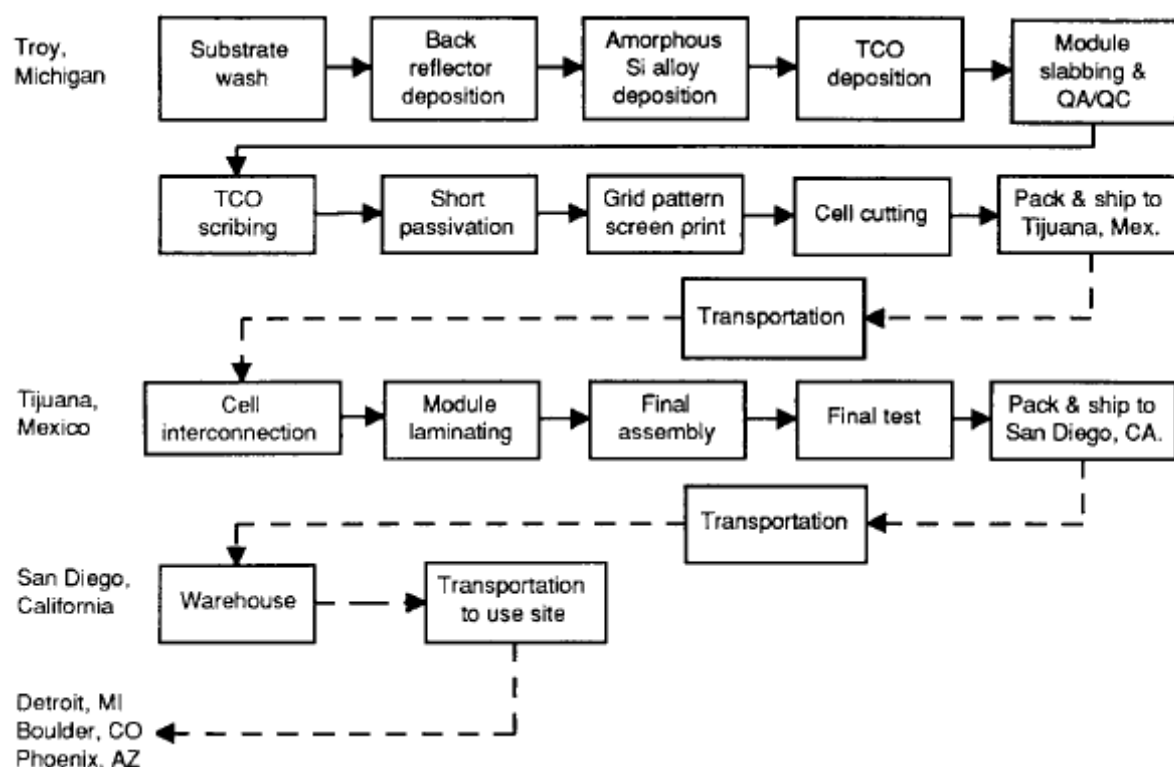 Troy,
Michigan
Substrate
wash
Back
reflector
deposition
Amorphous
Si alloy
deposition
TCO
deposition
Module
slabbing &
QA/QC
TCO
scribing
Short
passivation
Grid pattern
screen print
Cell cutting
Pack & ship to
Tijuana, Mex.
Transportation
Tijuana,
Mexico
Cell
interconnection
Module
laminating
Final
assembly
Final test
Pack & ship to
San Diego, CA.
Transportation
San Diego,
California
Warehouse
Transportation
to use site
Detroit, MI
Boulder, CO
Phoenix, AZ